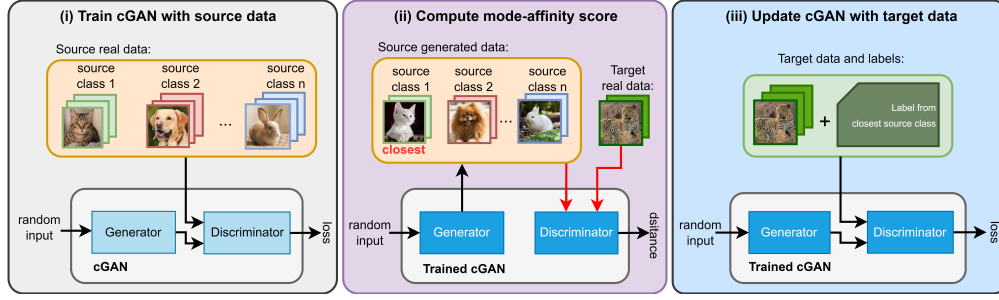 (i) Train cGAN with source data
Source real data:
source
class 1
source
class 2
source
class n
...
random
input
Generator
Discriminator
cGAN
loss
(ii) Compute mode-affinity score
Source generated data:
source
class 1
source
class 2
source
class n
...
closest
Target
real data:
random
input
Generator
Discriminator
Trained cGAN
dsitance
(iii) Update cGAN with target data
Target data and labels:
+
Label from
closest source class
random
input
Generator
Discriminator
Trained cGAN
loss